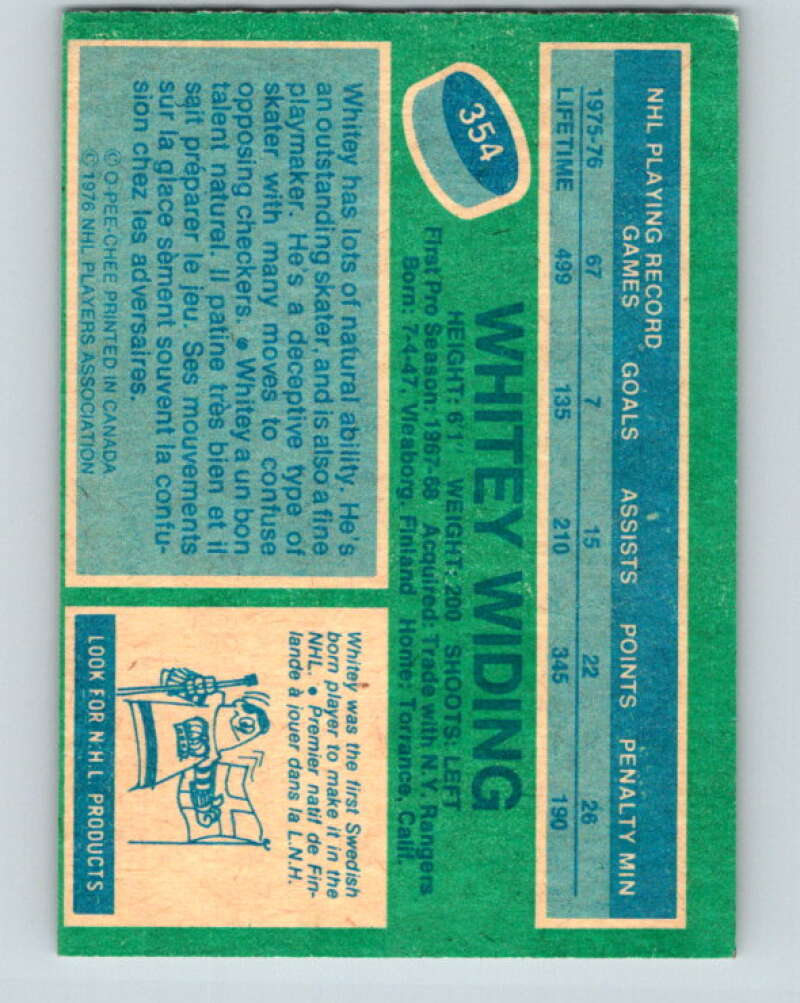 NHL PLAYING RECORD
GAMES GOALS ASSISTS POINTS PENALTY MIN
1975-76 67 7 15 22 26
LIFETIME 499 135 210 345 190
354
WHITEY WIDING
HEIGHT: 6'1' WEIGHT: 200 SHOOTS: LEFT
First Pro Season: 1967-68 Acquired: Trade with N.Y. Rangers
Born: 7-4-47, Vieaborg, Finland Home: Torrance, Calif.
Whitey has lots of natural ability. He's
an outstanding skater, and is also a fine
playmaker. He's a deceptive type of
skater with many moves to confuse
opposing checkers. • Whitey a un bon
talent naturel. Il patine très bien et il
sait préparer le jeu. Ses mouvements
sur la glace sèment souvent la confu-
sion chez les adversaires.
© O-PEE-CHEE PRINTED IN CANADA
© 1976 NHL PLAYERS ASSOCIATION
Whitey was the first Swedish
born player to make it in the
NHL. • Premier natif de Fin-
lande à jouer dans la L.N.H.
LOOK FOR N.H.L PRODUCTS